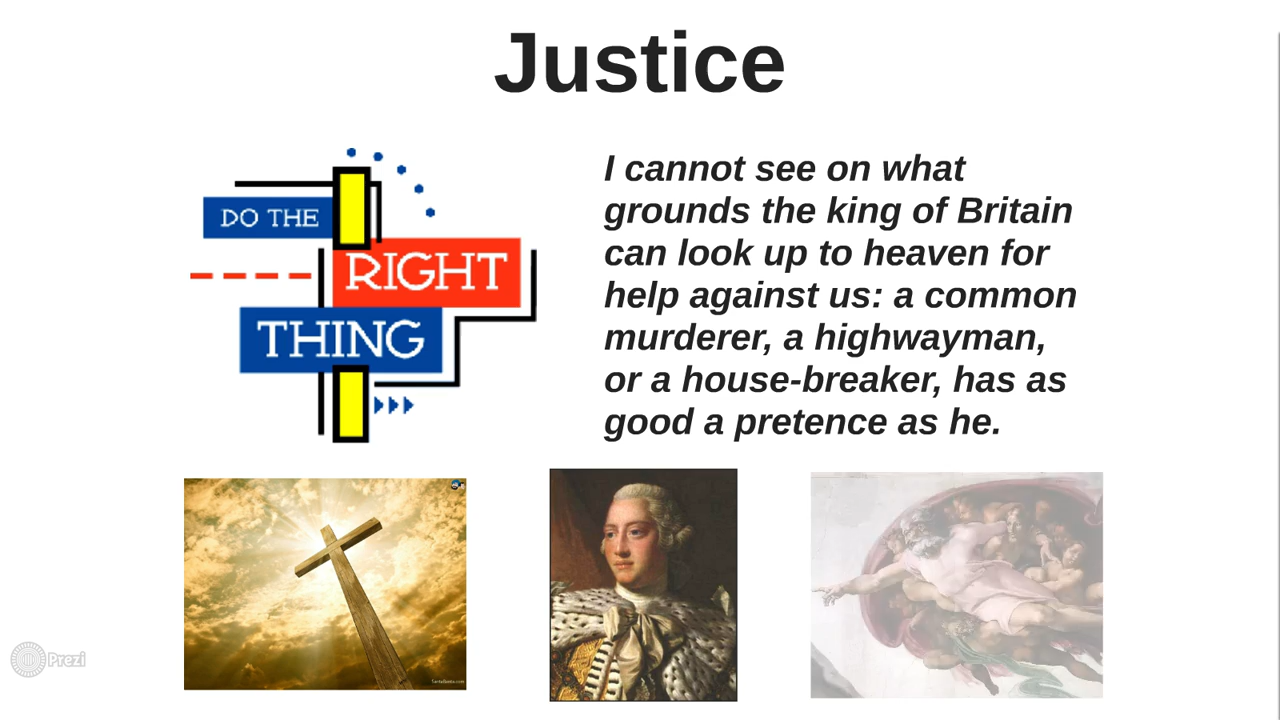 Justice
DO THE
RIGHT
THING
I cannot see on what
grounds the king of Britain
can look up to heaven for
help against us: a common
murderer, a highwayman,
or a house-breaker, has as
good a pretence as he.
Prezi